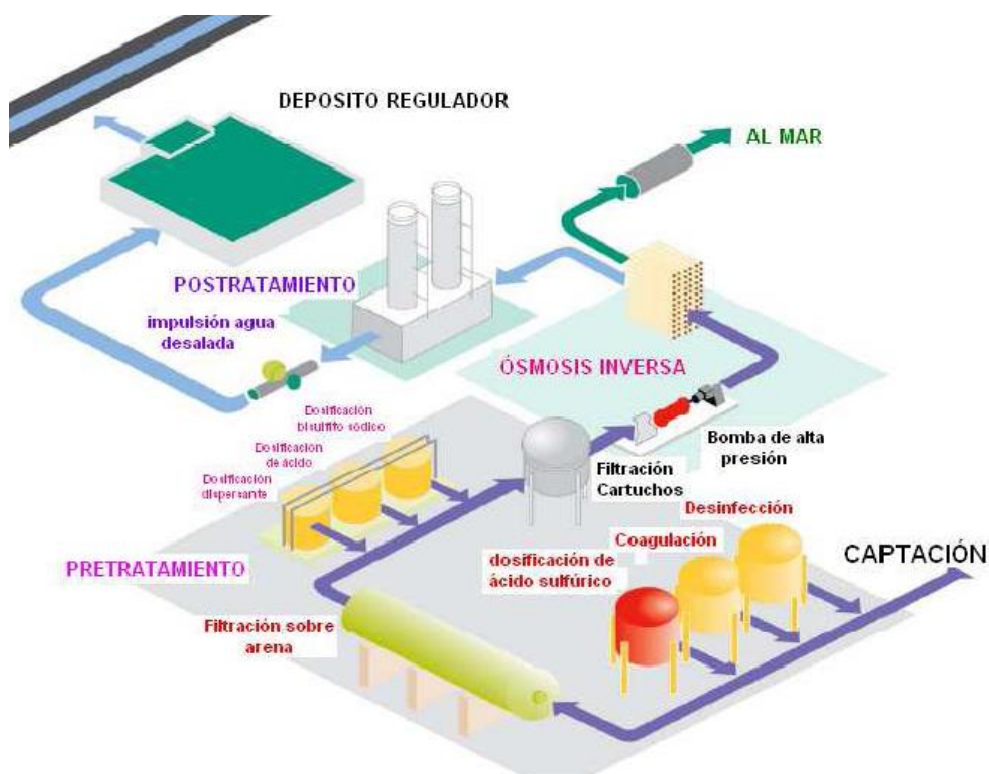 DEPOSITO REGULADOR
AL MAR
POSTRATAMIENTO
impulsión agua
desalada
ÓSMOSIS INVERSA
Dosificación
bisulfito sódico
Dosificación
de ácido
Dosificación
dispersante
Bomba de alta
presión
Filtración
Cartuchos
Desinfección
Coagulación
CAPTACIÓN
dosificación de
ácido sulfúrico
PRETRATAMIENTO
Filtración sobre
arena